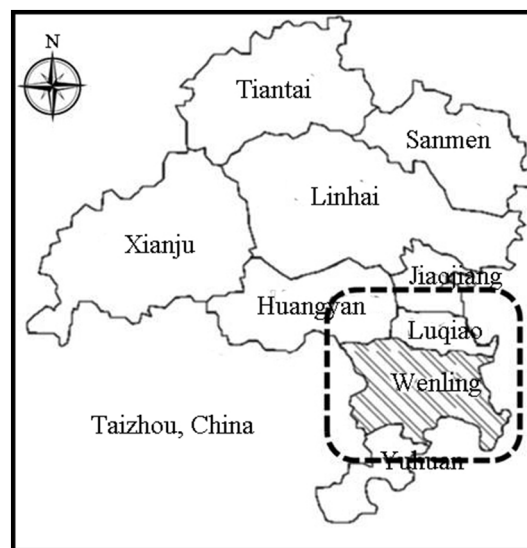 N
Tiantai
Sanmen
Linhai
Xianju
Jiaojiang
Huangyan
Luqiao
Wenling
Taizhou, China
Yuhuan